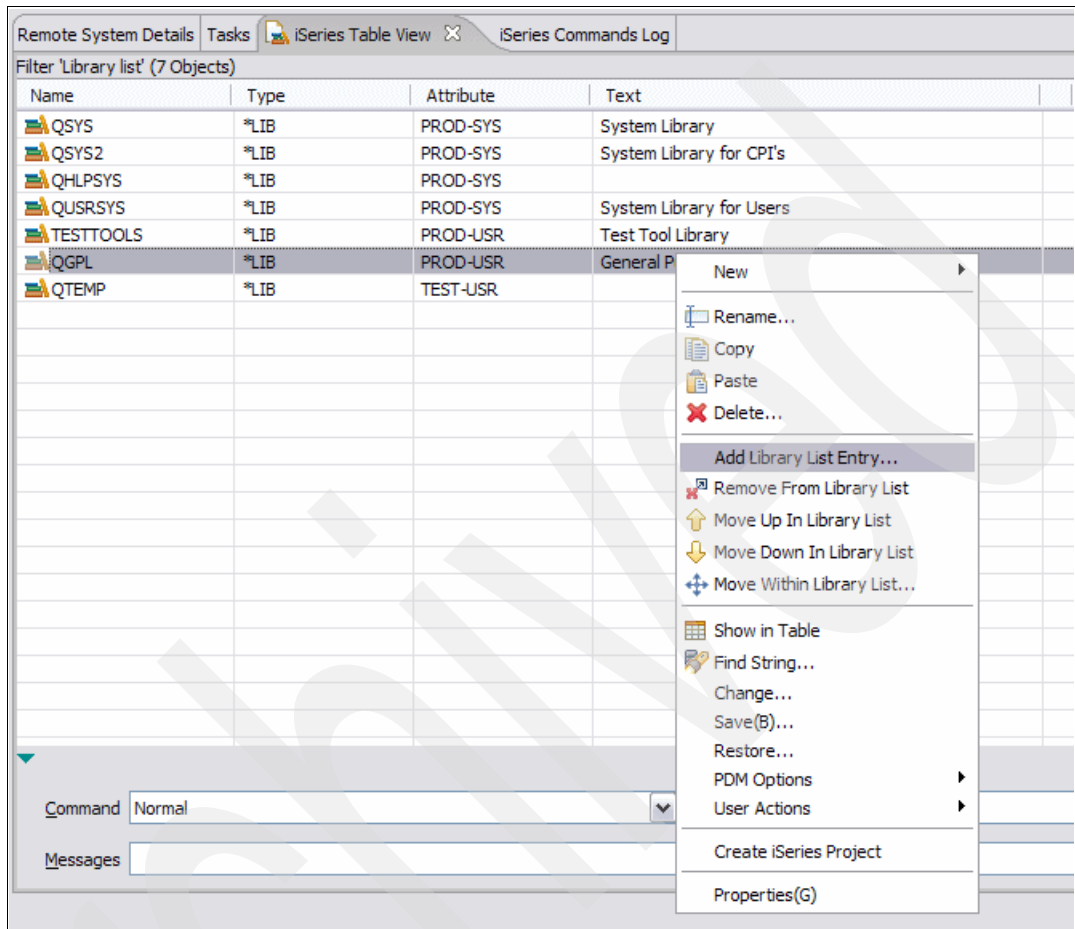 Remote System Details Tasks iSeries Table View iSeries Commands Log
Filter 'Library list' (7 Objects)
Name Type Attribute Text
QSYS *LIB PROD-SYS System Library
QSYS2 *LIB PROD-SYS System Library for CPI's
QHLPSYS *LIB PROD-SYS
QUSRSYS *LIB PROD-SYS System Library for Users
TESTTOOLS *LIB PROD-USR Test Tool Library
QGPL *LIB PROD-USR General P
QTEMP *LIB TEST-USR
New
Rename...
Copy
Paste
Delete...
Add Library List Entry...
Remove From Library List
Move Up In Library List
Move Down In Library List
Move Within Library List...
Show in Table
Find String...
Change...
Save(B)...
Restore...
PDM Options
User Actions
Create iSeries Project
Properties(G)
Command Normal
Messages
hived